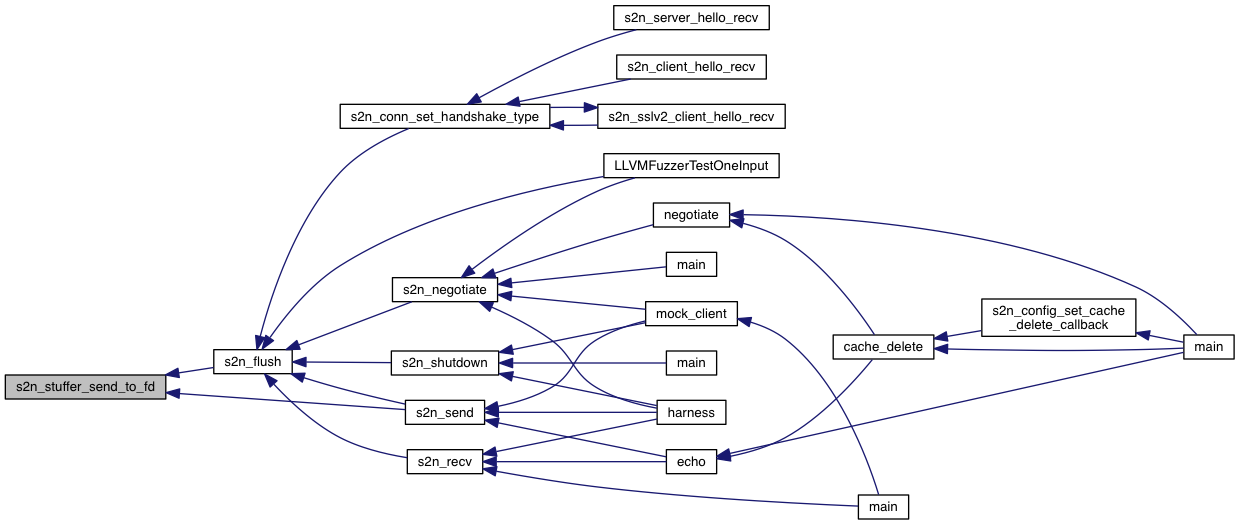 s2n_server_hello_recv
s2n_client_hello_recv
s2n_conn_set_handshake_type
s2n_sslv2_client_hello_recv
LLVMFuzzerTestOneInput
negotiate
main
s2n_negotiate
mock_client
s2n_config_set_cache
_delete_callback
cache_delete
main
s2n_flush
s2n_shutdown
main
s2n_stuffer_send_to_fd
s2n_send
harness
s2n_recv
echo
main